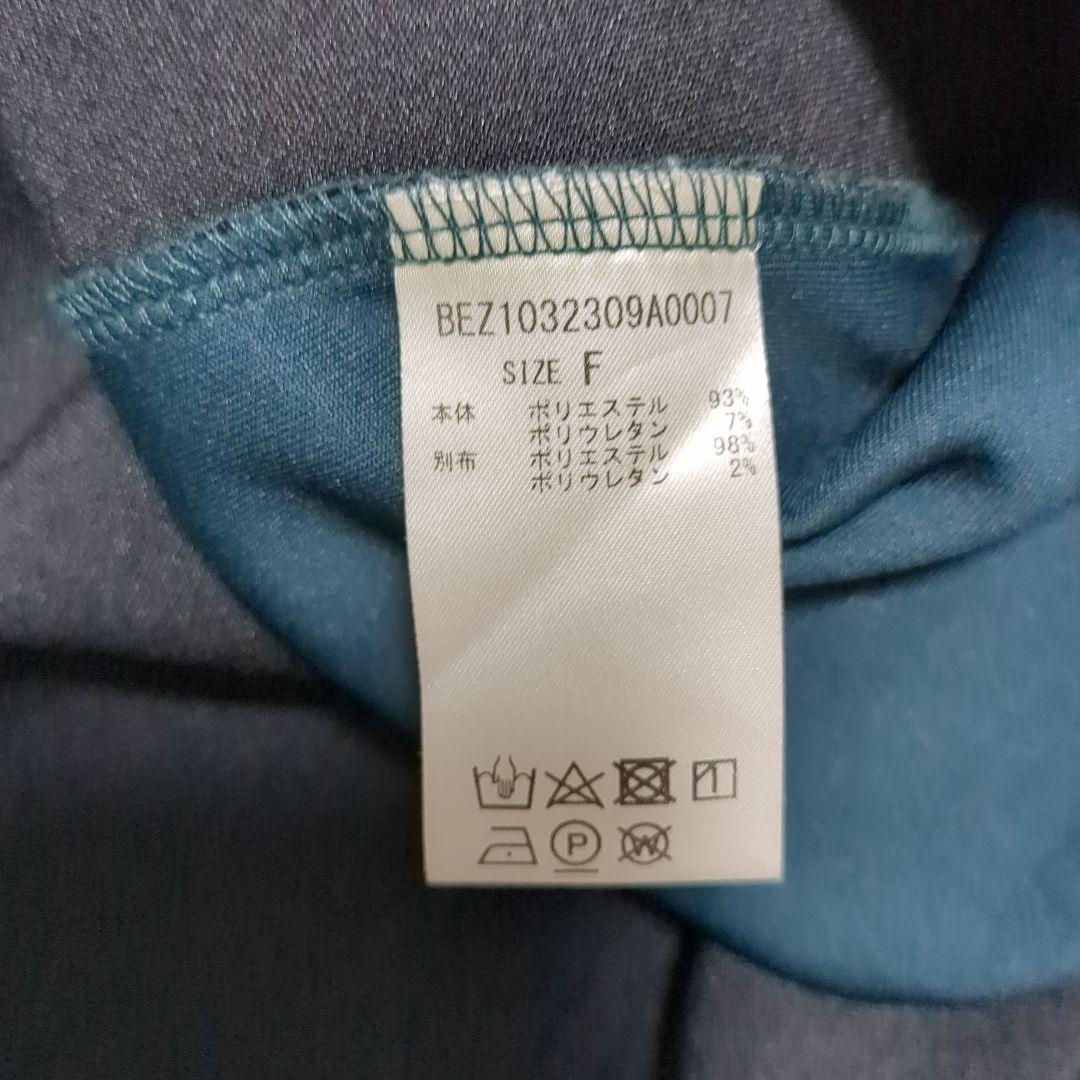 BEZ1032309A0007
SIZE F
本体 ポリエステル 93%
ポリウレタン 7%
別布 ポリエステル 98%
ポリウレタン 2%
P W